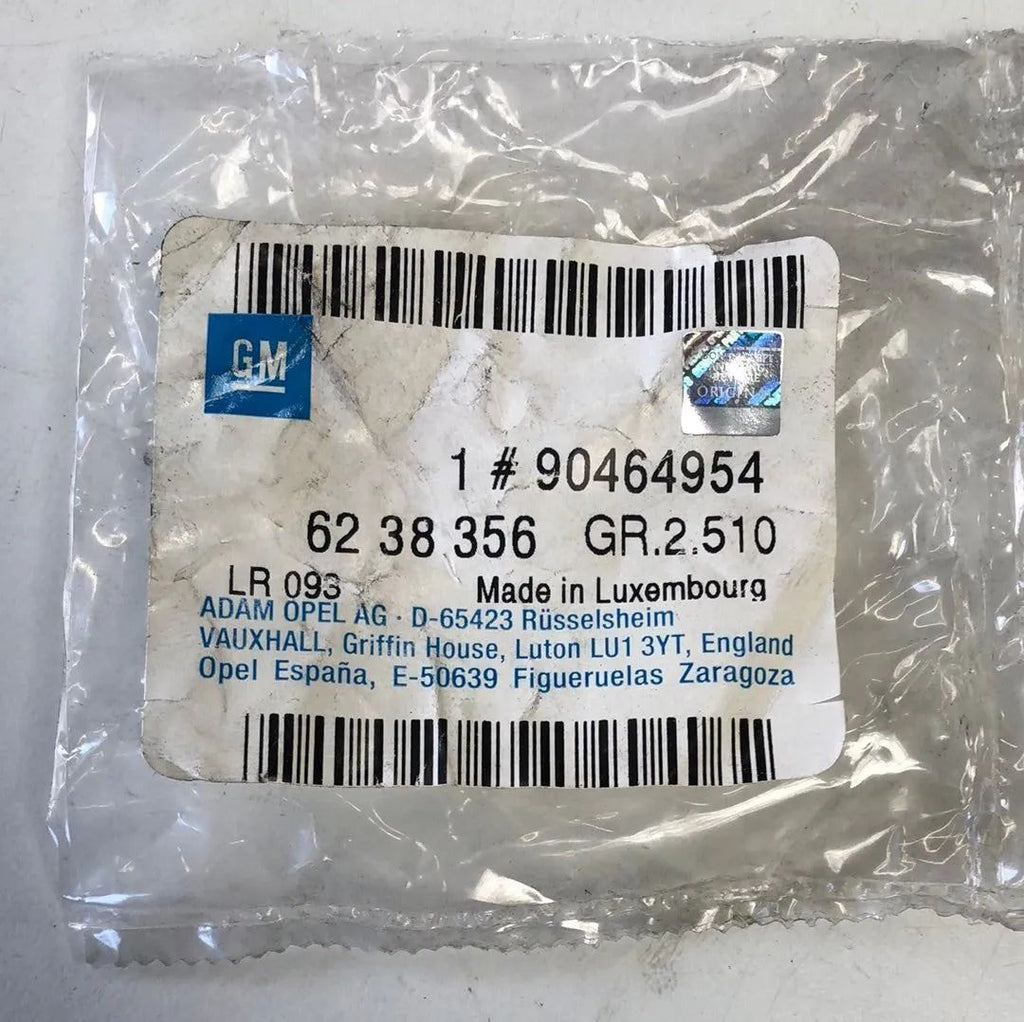 GM
ORIGINAL
1 # 90464954
62 38 356 GR.2.510
LR 093 Made in Luxembourg
ADAM OPEL AG · D-65423 Rüsselsheim
VAUXHALL, Griffin House, Luton LU1 3YT, England
Opel España, E-50639 Figueruelas Zaragoza